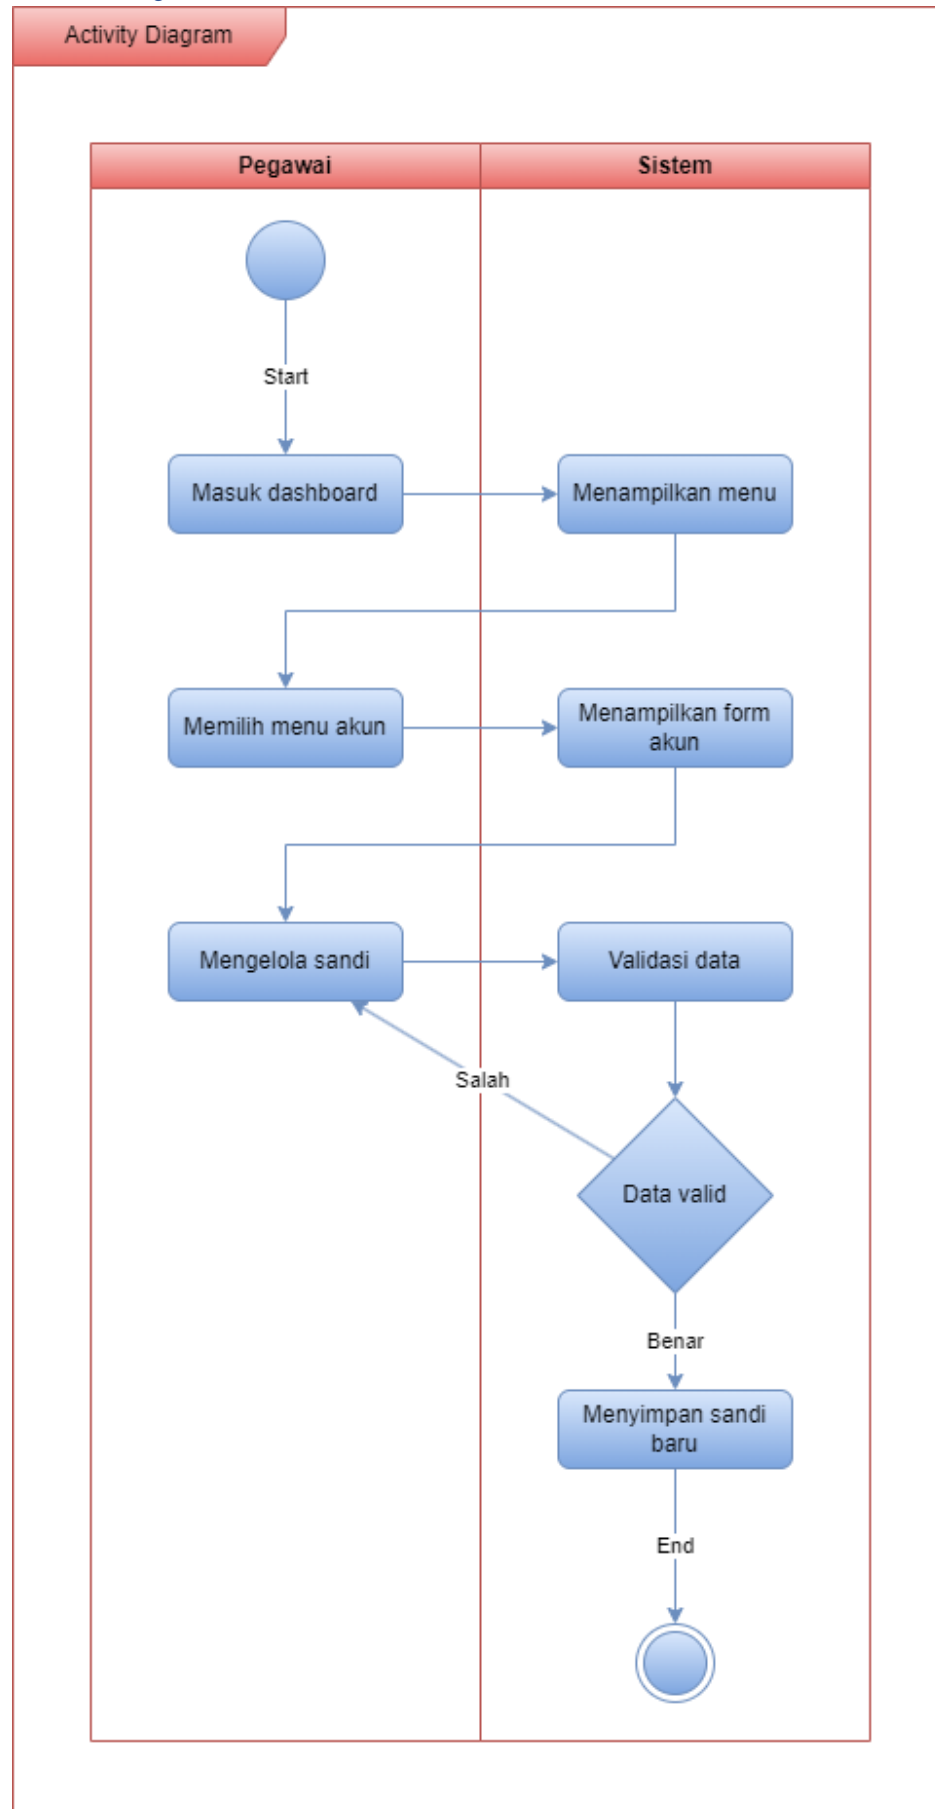 Activity Diagram
Pegawai
Sistem
Start
Masuk dashboard
Menampilkan menu
Memilih menu akun
Menampilkan form
akun
Mengelola sandi
Validasi data
Salah
Data valid
Benar
Menyimpan sandi
baru
End